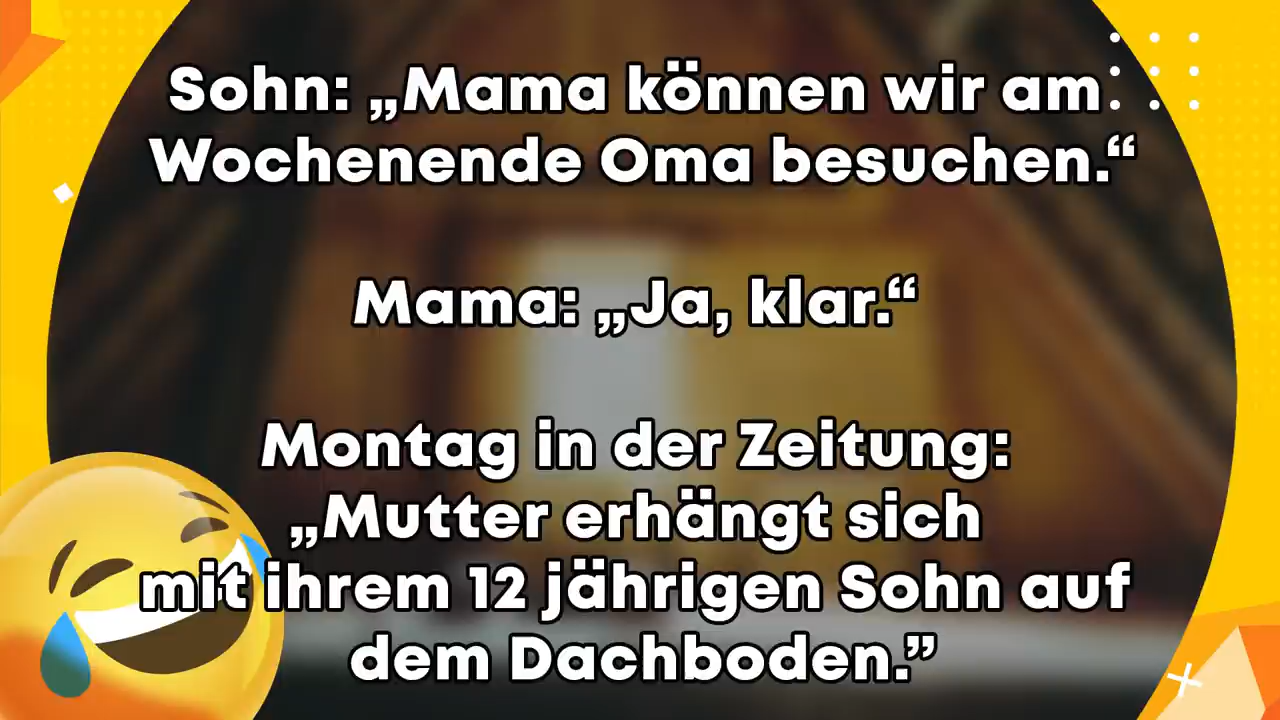 Sohn: „Mama können wir am
Wochenende Oma besuchen.“
Mama: „Ja, klar.“
Montag in der Zeitung:
„Mutter erhängt sich
mit ihrem 12 jährigen Sohn auf
dem Dachboden.”